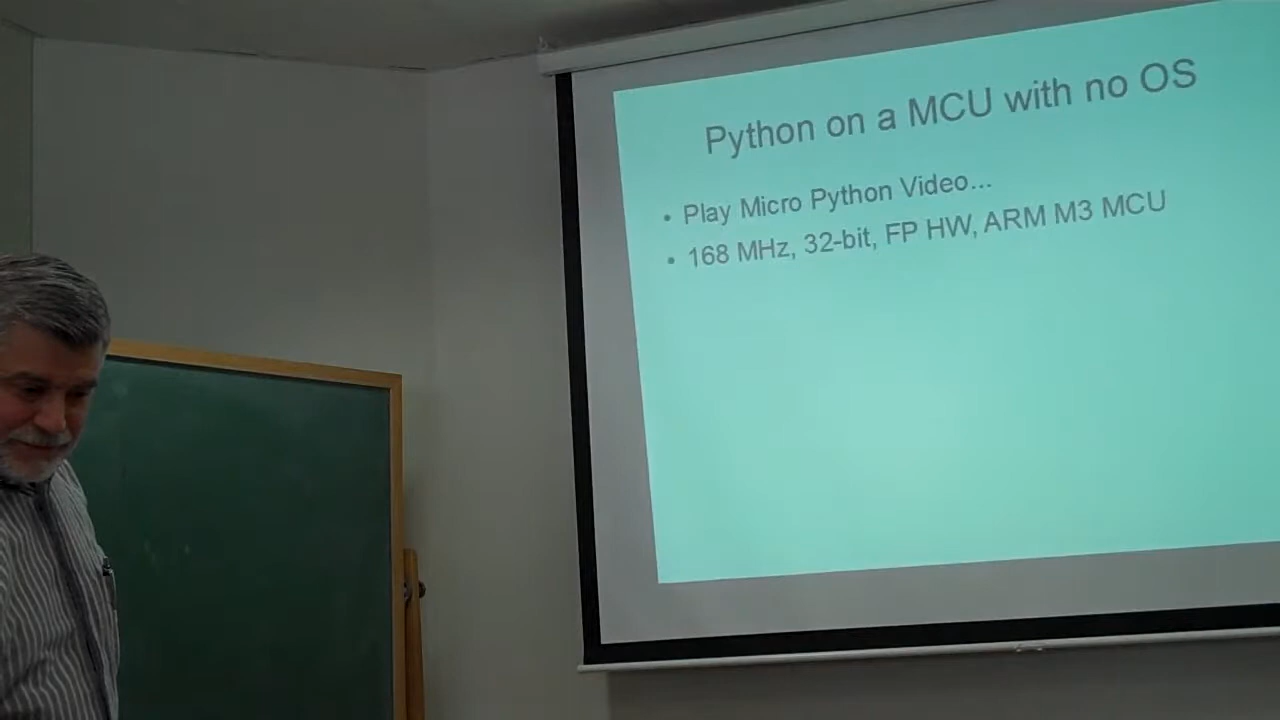 Python on a MCU with no OS
• Play Micro Python Video...
• 168 MHz, 32-bit, FP HW, ARM M3 MCU